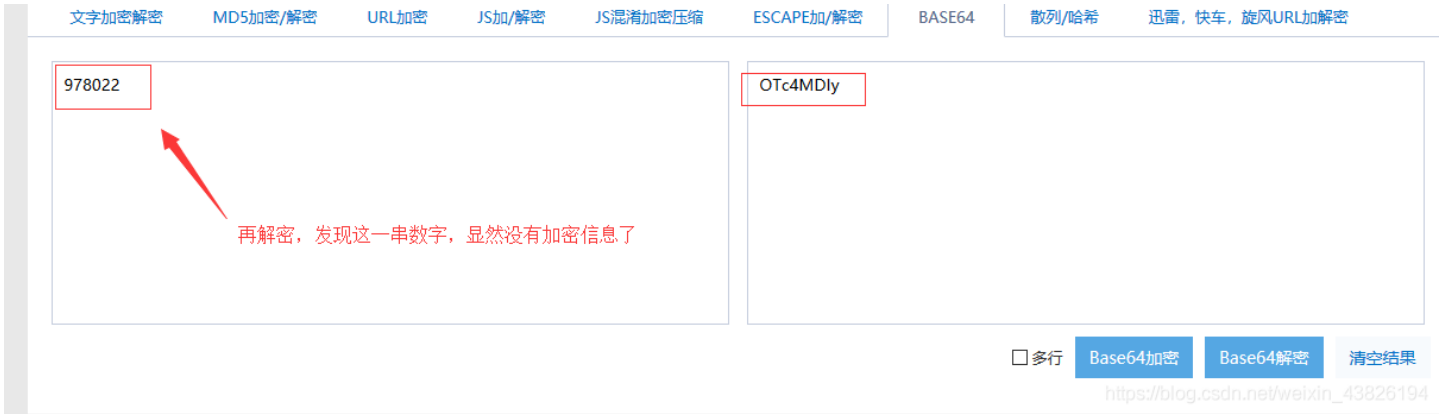 文字加密解密 MD5加密/解密 URL加密 JS加/解密 JS混淆加密压缩 ESCAPE加/解密 BASE64 散列/哈希 迅雷，快车，旋风URL加解密
978022 OTc4MDIy
再解密，发现这一串数字，显然没有加密信息了
多行 Base64加密 Base64解密 清空结果
https://blog.csdn.net/weixin_43826194